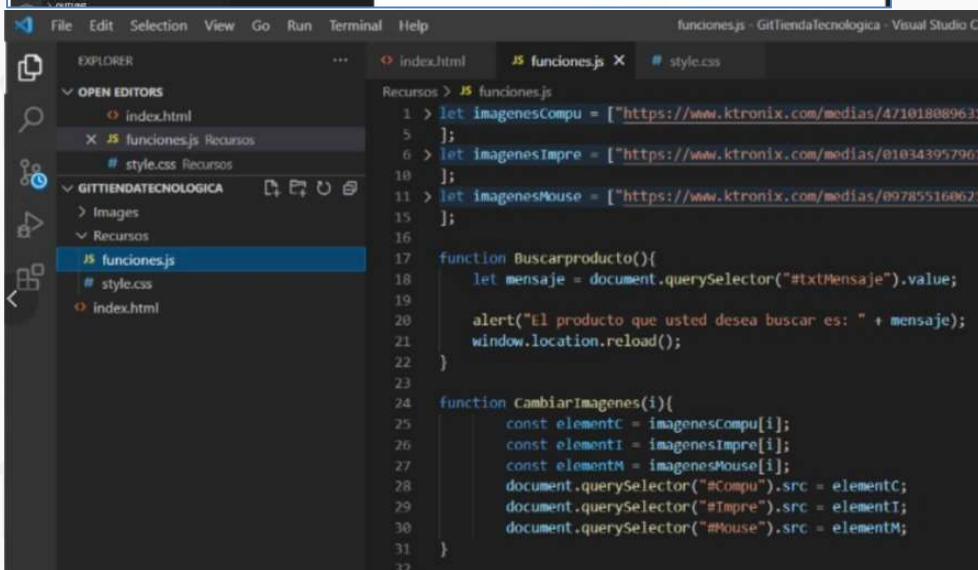 OUTLINE
File Edit Selection View Go Run Terminal Help funciones.js - GitTiendaTecnologica - Visual Studio
EXPLORER ...
index.html JS funciones.js X # style.css
OPEN EDITORS
index.html
X JS funciones.js Recursos
# style.css Recursos
GITTIENDATECNOLOGICA
> Images
Recursos
JS funciones.js
# style.css
index.html
Recursos > JS funciones.js
1 > let imagenesCompu = ["https://www.ktronix.com/medias/47101808963
5 ];
6 > let imagenesImpre = ["https://www.ktronix.com/medias/01034395796
10 ];
11 > let imagenesMouse = ["https://www.ktronix.com/medias/09785516062
15 ];
16
17 function Buscarproducto(){
18 let mensaje = document.querySelector("#txtMensaje").value;
19
20 alert("El producto que usted desea buscar es: " + mensaje);
21 window.location.reload();
22 }
23
24 function CambiarImagenes(i){
25 const elementC = imagenesCompu[i];
26 const elementI = imagenesImpre[i];
27 const elementM = imagenesMouse[i];
28 document.querySelector("#Compu").src = elementC;
29 document.querySelector("#Impre").src = elementI;
30 document.querySelector("#Mouse").src = elementM;
31 }
32